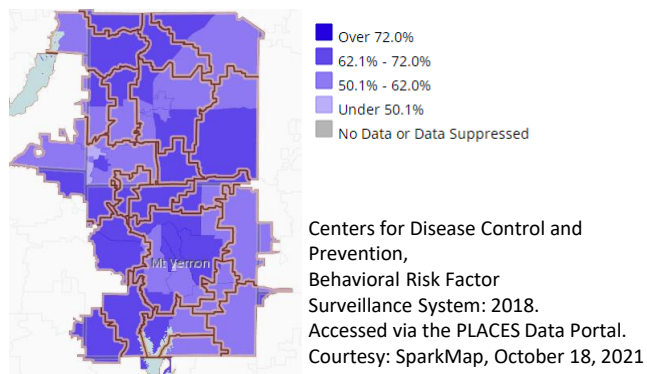 Over 72.0%
62.1% - 72.0%
50.1% - 62.0%
Under 50.1%
No Data or Data Suppressed
Mt Vernon
Centers for Disease Control and
Prevention,
Behavioral Risk Factor
Surveillance System: 2018.
Accessed via the PLACES Data Portal.
Courtesy: SparkMap, October 18, 2021